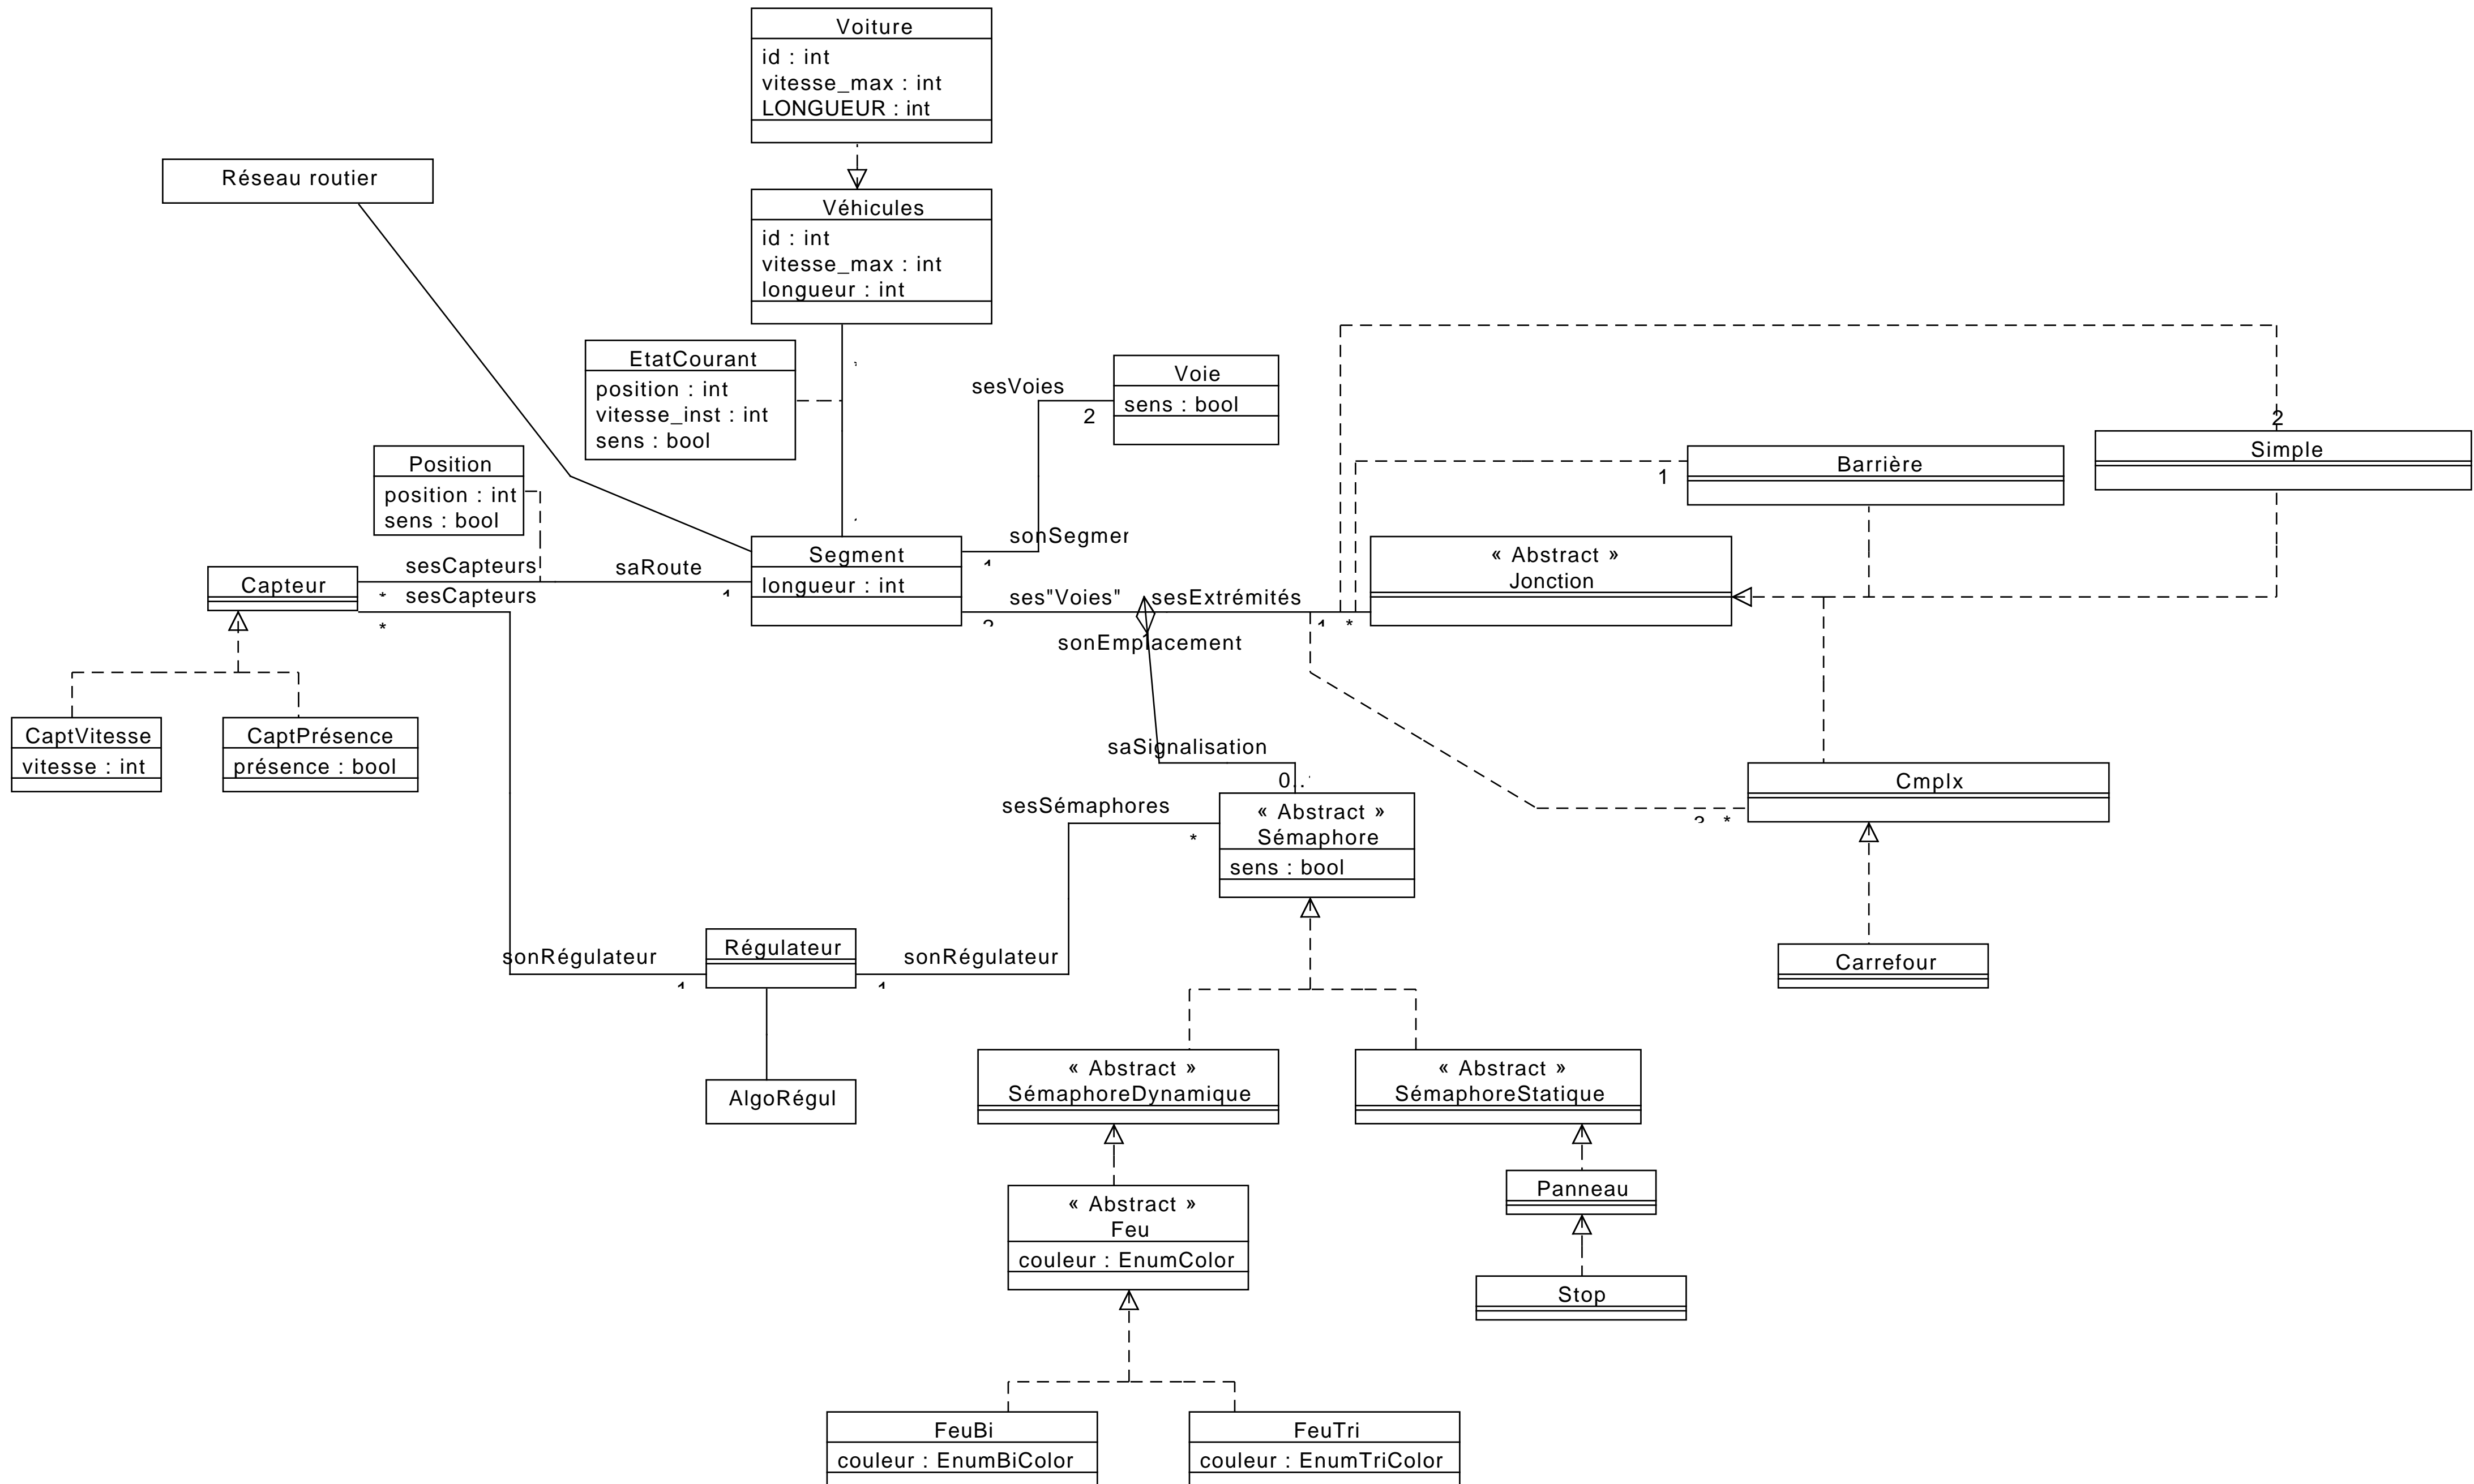 Voiture
id : int
vitesse_max : int
LONGUEUR : int
Réseau routier
Véhicules
id : int
vitesse_max : int
longueur : int
EtatCourant
position : int
vitesse_inst : int
sens : bool
sesVoies
2
Voie
sens : bool
2
Simple
Position
position : int
sens : bool
1
Barrière
sonSegmer
1
Segment
longueur : int
« Abstract »
Jonction
sesCapteurs
saRoute
Capteur
*
1
sesCapteurs
*
ses"Voies"
sesExtrémités
1 *
sonEmplacement
CaptVitesse
vitesse : int
CaptPrésence
présence : bool
saSignalisation
0..
Cmplx
*
sesSémaphores
*
« Abstract »
Sémaphore
sens : bool
sonRégulateur
1
Régulateur
sonRégulateur
1
Carrefour
AlgoRégul
« Abstract »
SémaphoreDynamique
« Abstract »
SémaphoreStatique
Panneau
« Abstract »
Feu
couleur : EnumColor
Stop
FeuBi
couleur : EnumBiColor
FeuTri
couleur : EnumTriColor